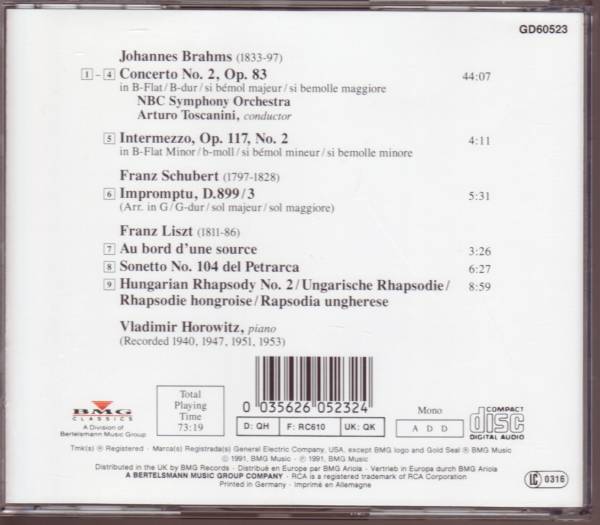 GD60523
Johannes Brahms (1833-97)
1 - 4 Concerto No. 2, Op. 83 44:07
in B-Flat/B-dur/si bémol majeur/si bemolle maggiore
NBC Symphony Orchestra
Arturo Toscanini, conductor
5 Intermezzo, Op. 117, No. 2 4:11
in B-Flat Minor/b-moll/si bémol mineur/si bemolle minore
Franz Schubert (1797-1828)
6 Impromptu, D.899/3 5:31
(Arr. in G/G-dur/sol majeur/sol maggiore)
Franz Liszt (1811-86)
7 Au bord d'une source 3:26
8 Sonetto No. 104 del Petrarca 6:27
9 Hungarian Rhapsody No. 2/Ungarische Rhapsodie/ 8:59
Rhapsodie hongroise/Rapsodia ungherese
Vladimir Horowitz, piano
(Recorded 1940, 1947, 1951, 1953)
BMG
CLASSICS
A Division of
Bertelsmann Music Group
Total
Playing
Time
73:19
0 035626 052324
D: QH F: RC610 UK: QK
Mono
A D D
COMPACT
disc
DIGITAL AUDIO
Tmk(s) ® Registered · Marca(s) Registrada(s) General Electric Company, USA, except BMG logo and Gold Seal ® BMG Music
© 1991, BMG Music · ℗ 1991, BMG Music
Distributed in the UK by BMG Records · Distribué en Europe par BMG Ariola · Vertrieb in Europa durch BMG Ariola
A BERTELSMANN MUSIC GROUP COMPANY · RCA is a registered trademark of RCA Corporation
Printed in Germany · Imprimé en Allemagne
LC 0316